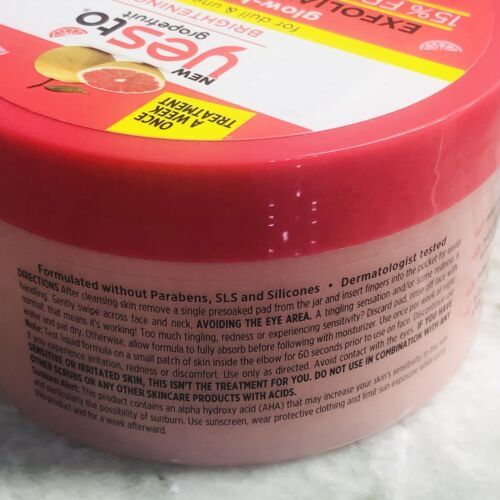 15% F
EXFOLIA
glow-
for dull & un
BRIGHTENING
grapefruit
yes to
NEW
ONCE
A WEEK
TREATMENT
Formulated without Parabens, SLS and Silicones • Dermatologist tested
DIRECTIONS After cleansing skin remove a single presoaked pad from the jar and insert fingers into the pocket for easier
handling. Gently swipe across face and neck, AVOIDING THE EYE AREA. A tingling sensation and/or some redness is
normal, that means it's working! Too much tingling, redness or experiencing sensitivity? Discard pad, rinse off face with
water and pat dry. Otherwise, allow formula to fully absorb before following with moisturizer. Use once per week at night.
Note: Test liquid formula on a small patch of skin inside the elbow for 60 seconds prior to use on face. Discontinue use
if you experience irritation, redness or discomfort. Use only as directed. Avoid contact with the eyes. IF YOU HAVE
SENSITIVE OR IRRITATED SKIN, THIS ISN'T THE TREATMENT FOR YOU. DO NOT USE IN COMBINATION WITH ANY
OTHER SCRUBS OR ANY OTHER SKINCARE PRODUCTS WITH ACIDS.
Sunburn Alert: This product contains an alpha hydroxy acid (AHA) that may increase your skin's sensitivity to the sun
and particularly the possibility of sunburn. Use sunscreen, wear protective clothing and limit sun exposure while using
this product and for a week afterward.